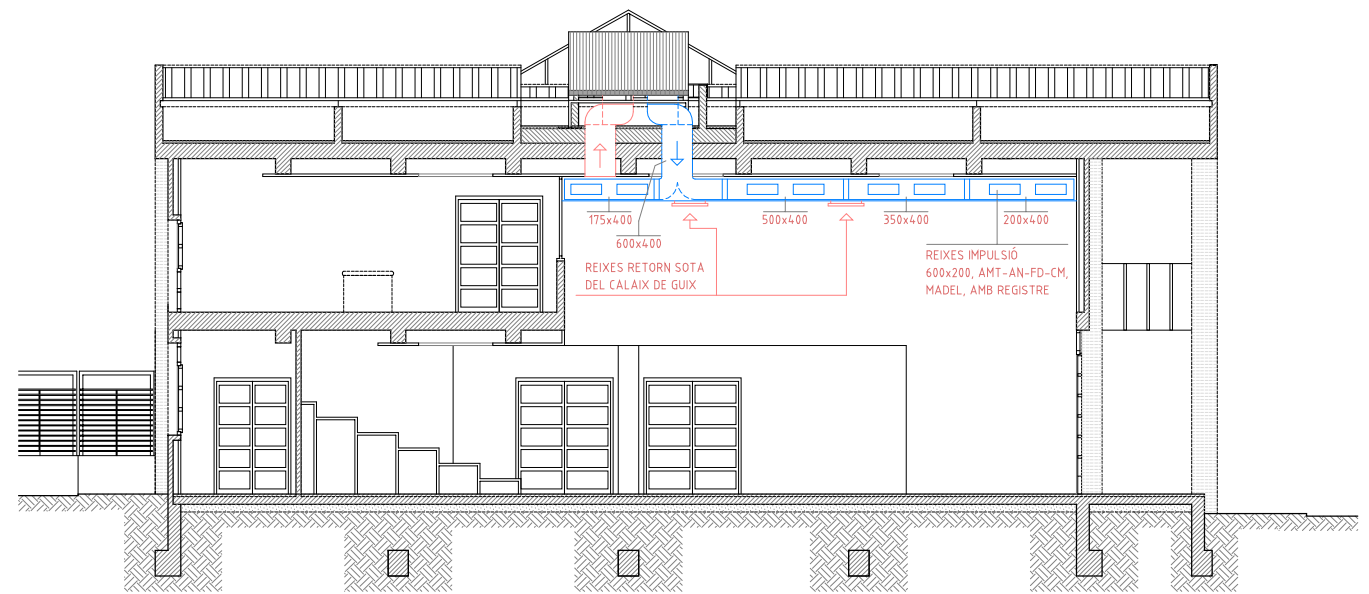 175x400
500x400
350x400
200x400
600x400
REIXES RETORN SOTA
DEL CALAIX DE GUIX
REIXES IMPULSIÓ
600x200, AMT-AN-FD-CM,
MADEL, AMB REGISTRE